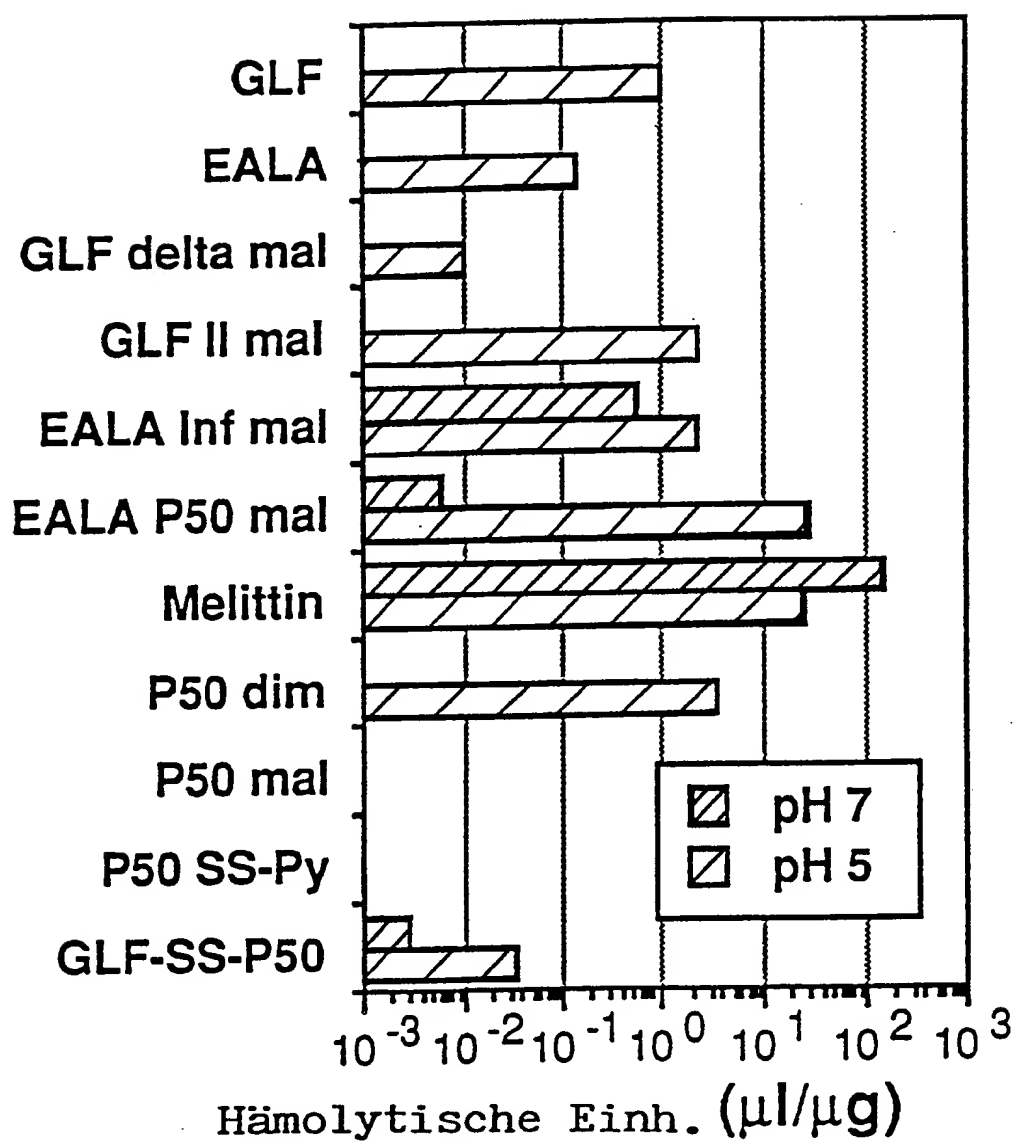 GLF
EALA
GLF delta mal
GLF II mal
EALA Inf mal
EALA P50 mal
Melittin
P50 dim
P50 mal
P50 SS-Py
GLF-SS-P50
pH 7
pH 5
10^-3 10^-2 10^-1 10^0 10^1 10^2 10^3
Hämolytische Einh. (µl/µg)